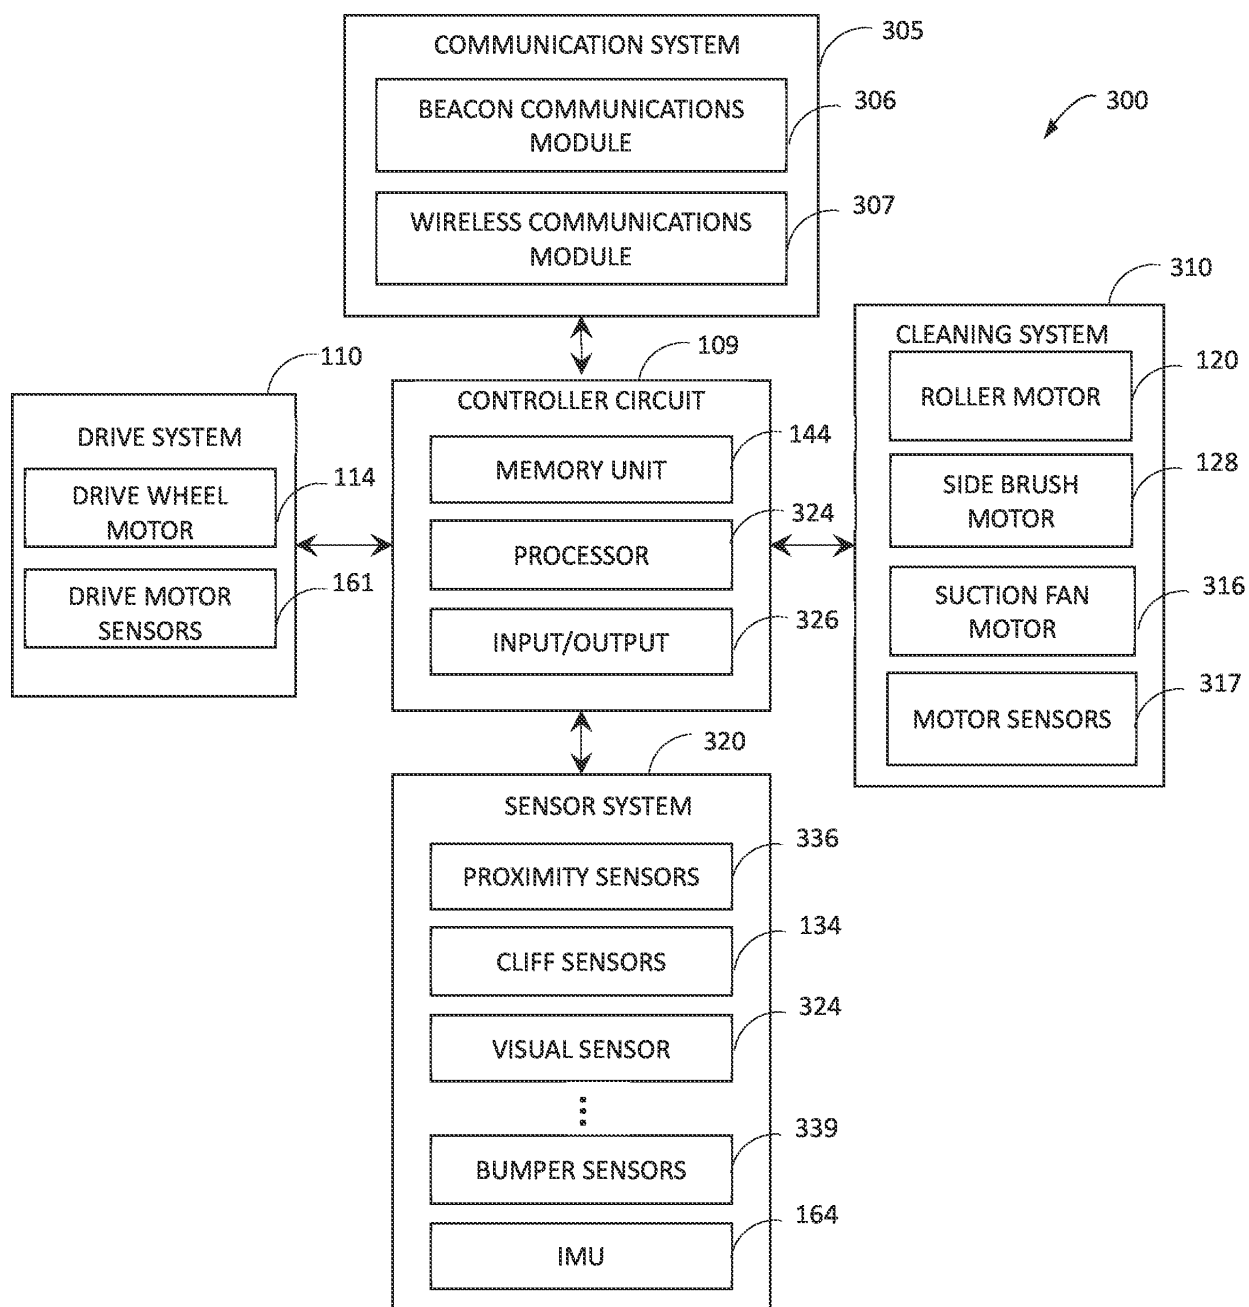 COMMUNICATION SYSTEM
305
BEACON COMMUNICATIONS
MODULE
306
300
WIRELESS COMMUNICATIONS
MODULE
307
310
CLEANING SYSTEM
ROLLER MOTOR
120
SIDE BRUSH
MOTOR
128
SUCTION FAN
MOTOR
316
MOTOR SENSORS
317
109
CONTROLLER CIRCUIT
MEMORY UNIT
144
PROCESSOR
324
INPUT/OUTPUT
326
110
DRIVE SYSTEM
DRIVE WHEEL
MOTOR
114
DRIVE MOTOR
SENSORS
161
320
SENSOR SYSTEM
PROXIMITY SENSORS
336
CLIFF SENSORS
134
VISUAL SENSOR
324
BUMPER SENSORS
339
IMU
164